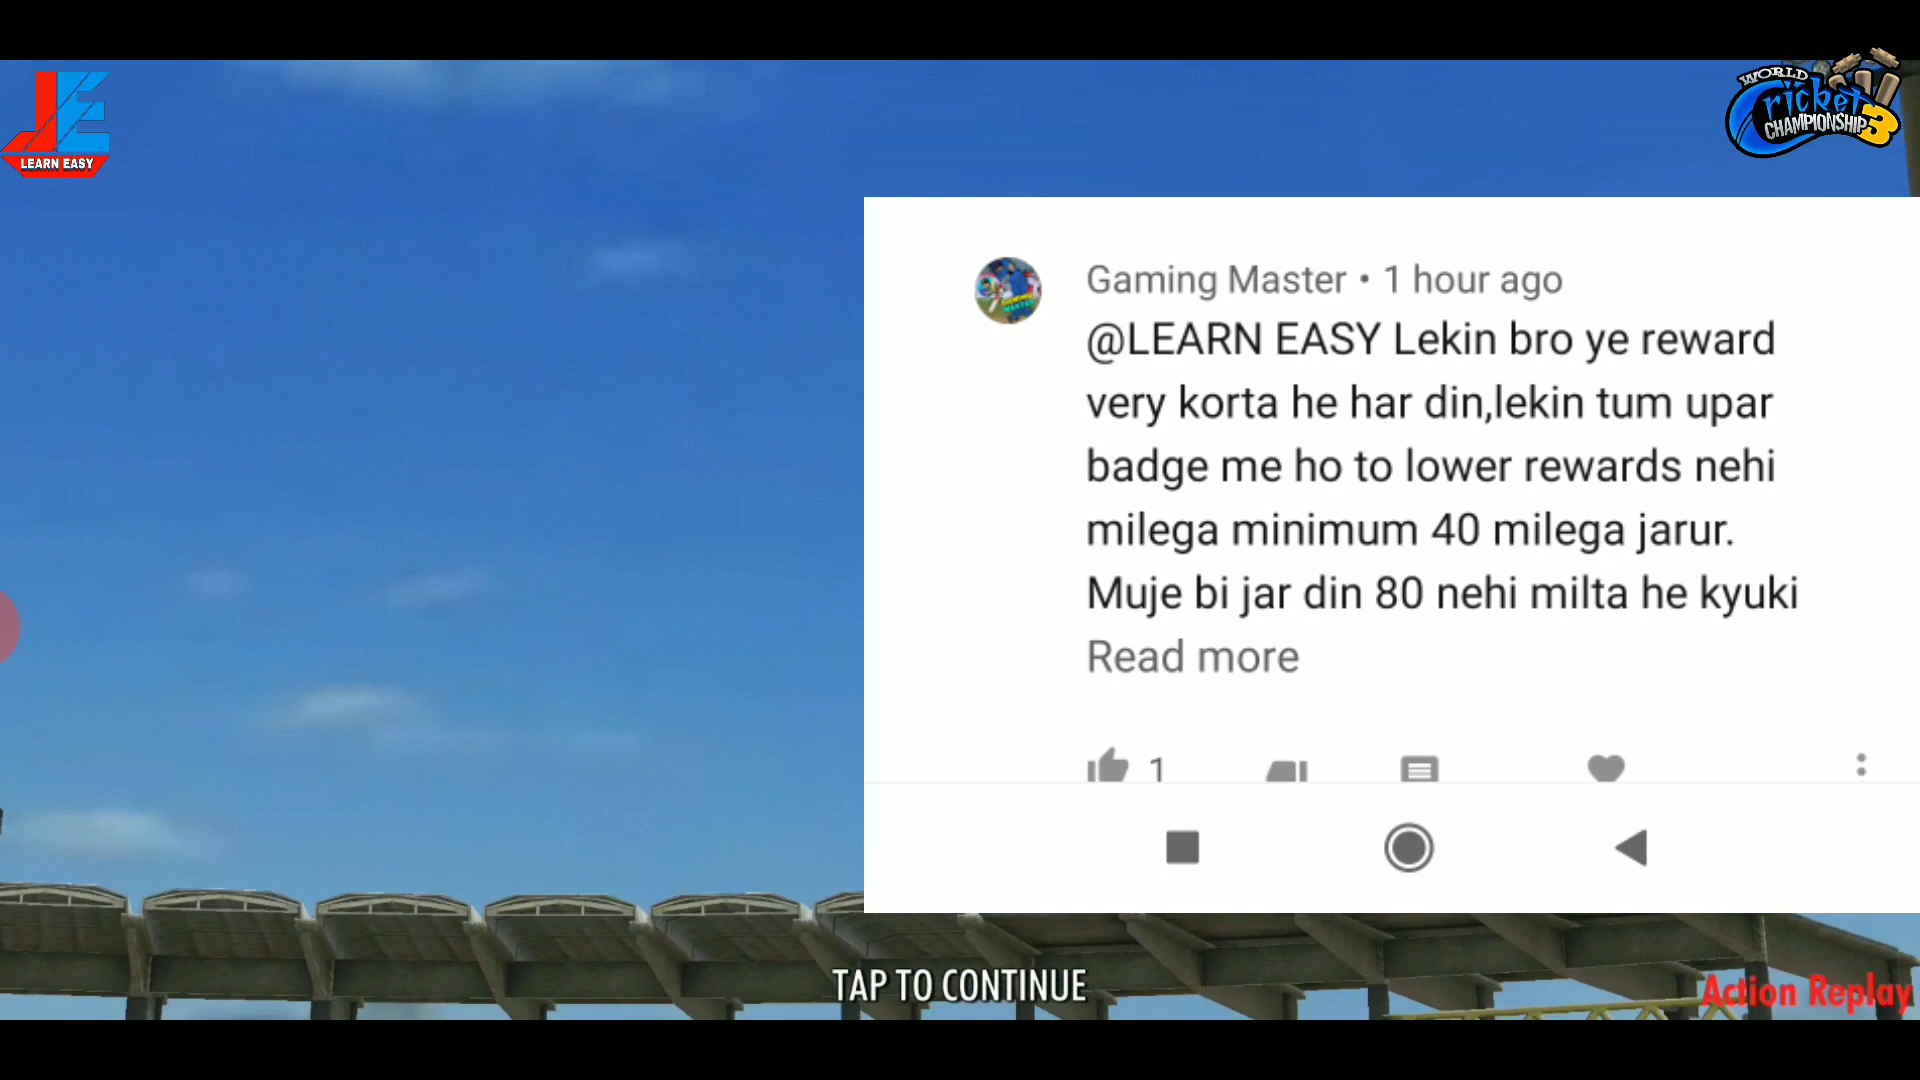 JE
LEARN EASY
WORLD
Cricket
CHAMPIONSHIP 3
Gaming Master • 1 hour ago
@LEARN EASY Lekin bro ye reward
very korta he har din,lekin tum upar
badge me ho to lower rewards nehi
milega minimum 40 milega jarur.
Muje bi jar din 80 nehi milta he kyuki
Read more
1
TAP TO CONTINUE
Action Replay